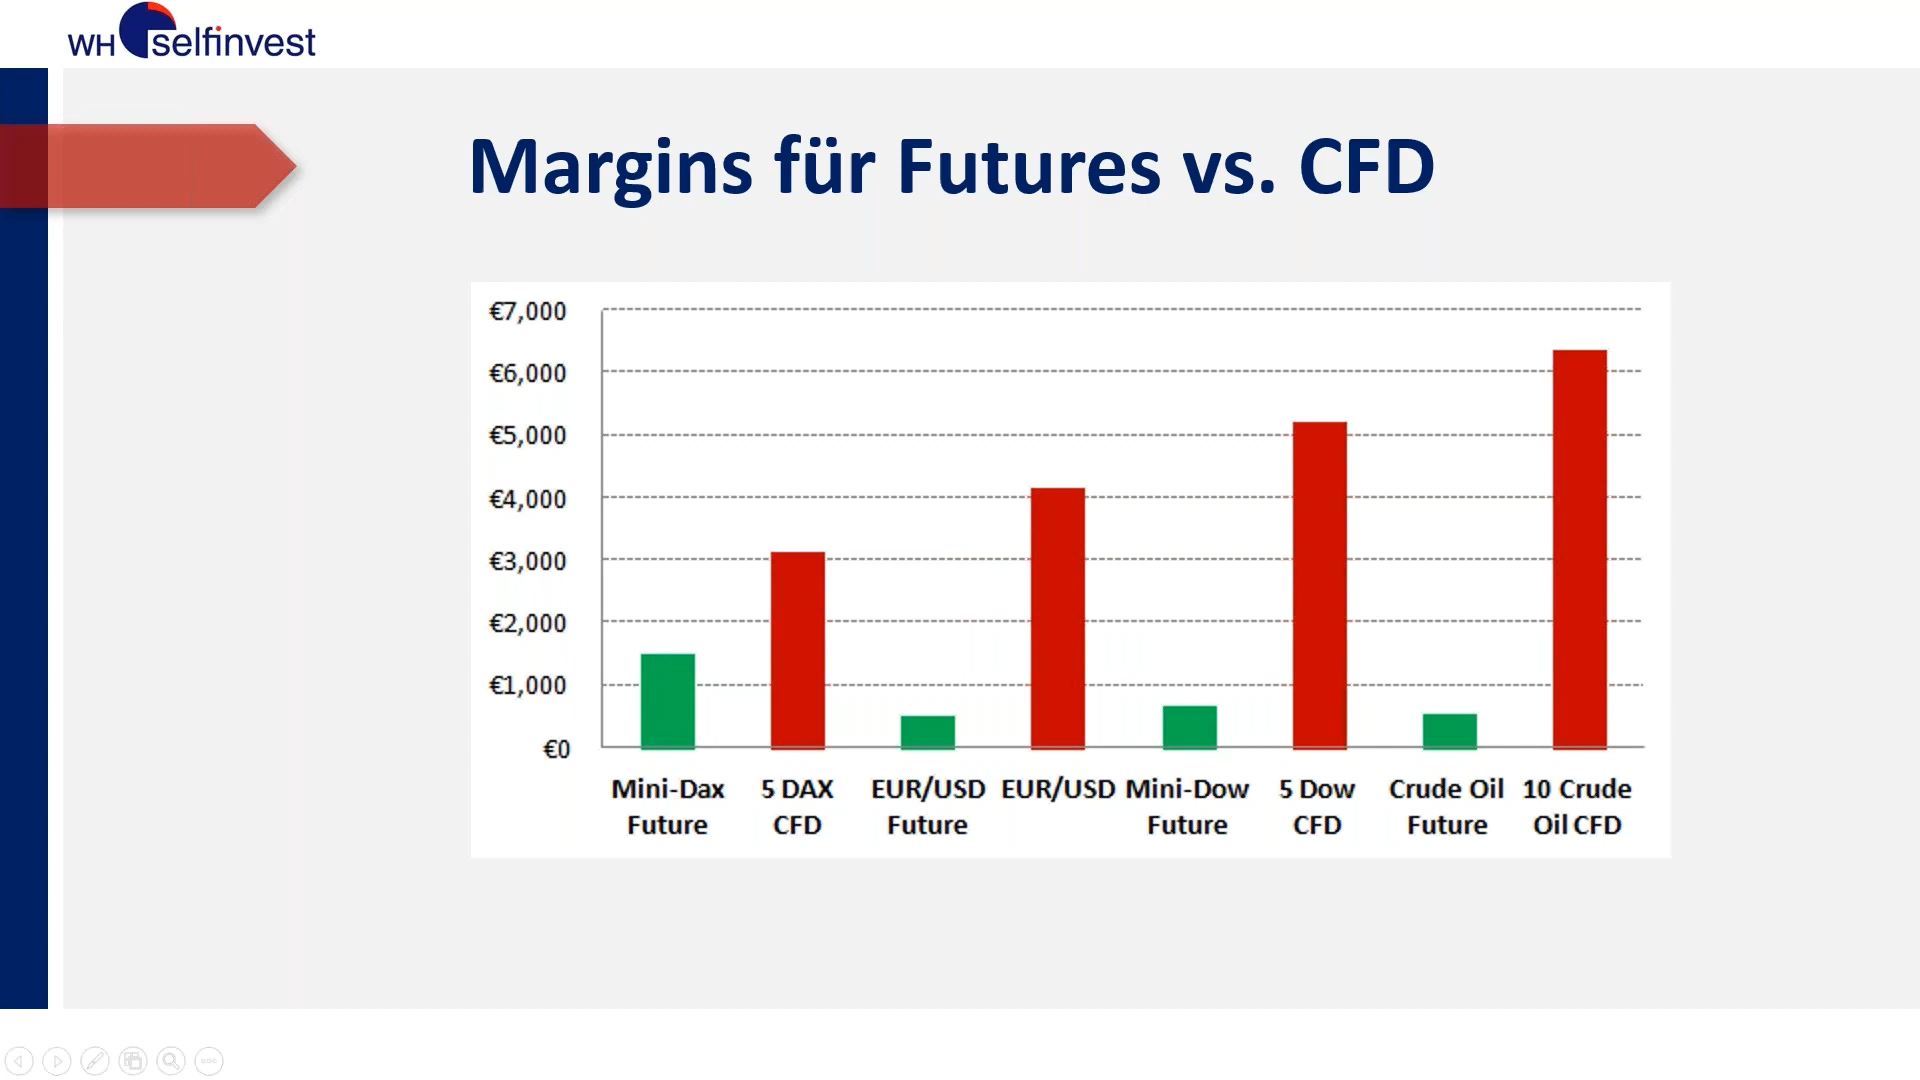 WH selfinvest
Margins für Futures vs. CFD
€7,000
€6,000
€5,000
€4,000
€3,000
€2,000
€1,000
€0
Mini-Dax Future
5 DAX CFD
EUR/USD Future
EUR/USD
Mini-Dow Future
5 Dow CFD
Crude Oil Future
10 Crude Oil CFD